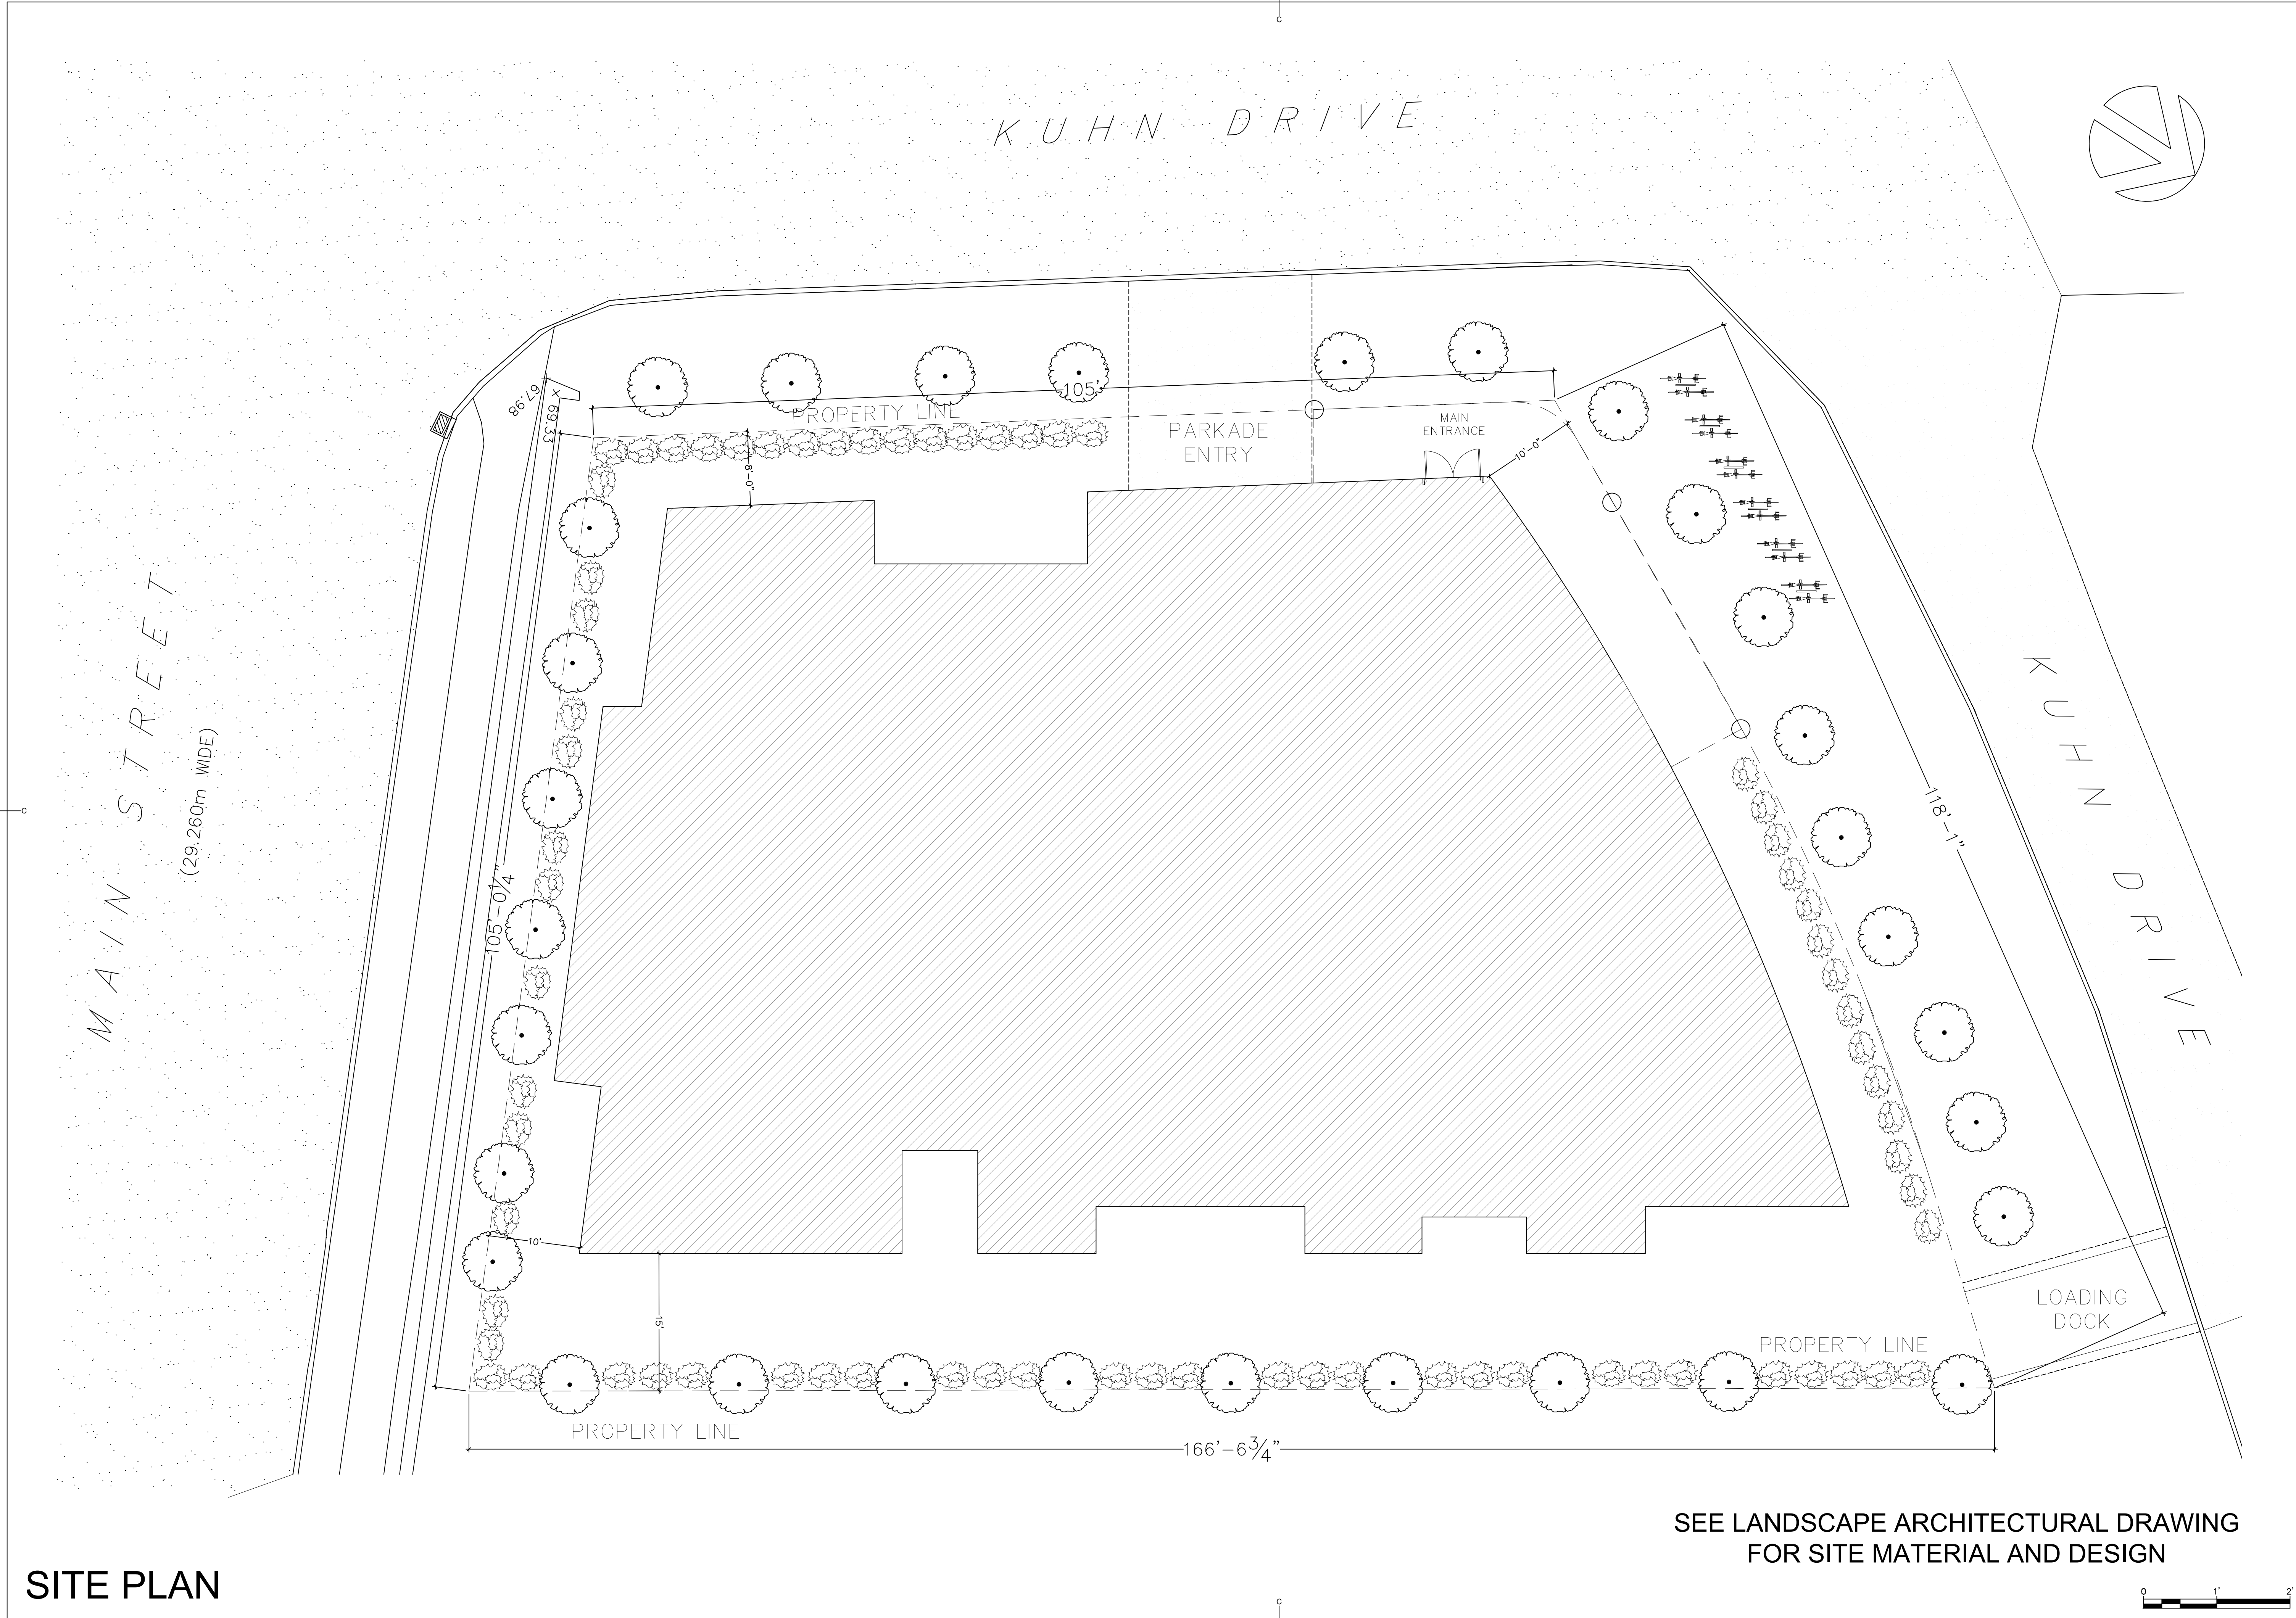 C
KUHN DRIVE
67.98
× 69.33
105'
PROPERTY LINE
PARKADE
ENTRY
MAIN
ENTRANCE
10'-0"
8'-0"
MAIN STREET
(29.260m WIDE)
KUHN DRIVE
118'-1"
C
105'-0¼"
10'
15'
LOADING
DOCK
PROPERTY LINE
PROPERTY LINE
166'-6¾"
SEE LANDSCAPE ARCHITECTURAL DRAWING
FOR SITE MATERIAL AND DESIGN
SITE PLAN
C
0 1' 2'